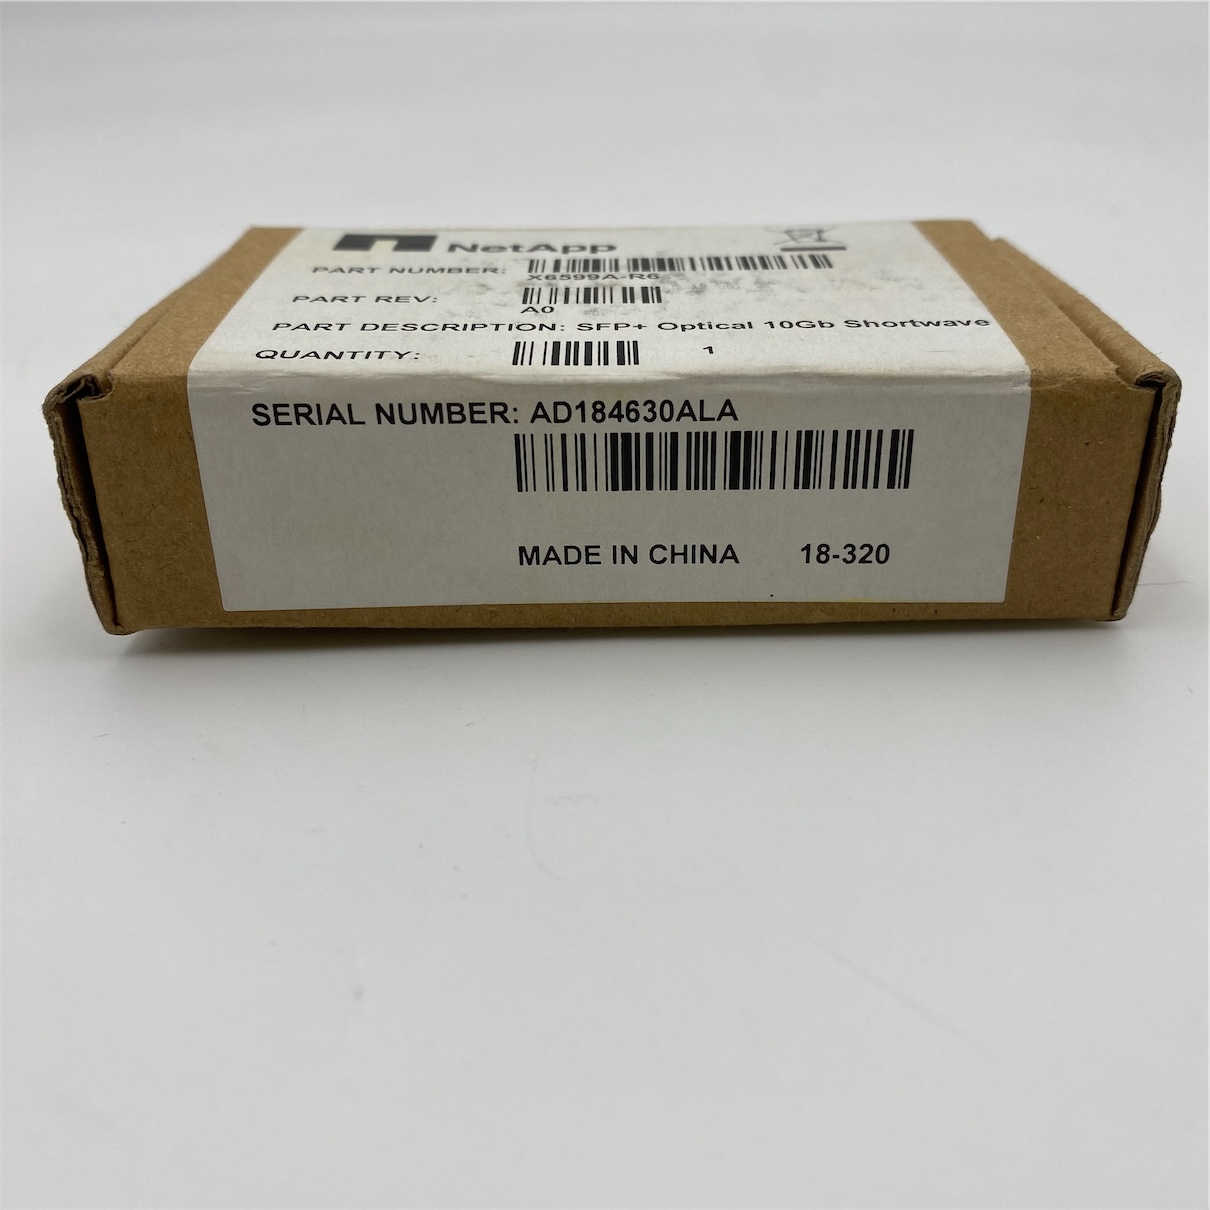 NetApp
PART NUMBER:
X6599A-R6
PART REV:
A0
PART DESCRIPTION: SFP+ Optical 10Gb Shortwave
QUANTITY: 1
SERIAL NUMBER: AD184630ALA
MADE IN CHINA 18-320